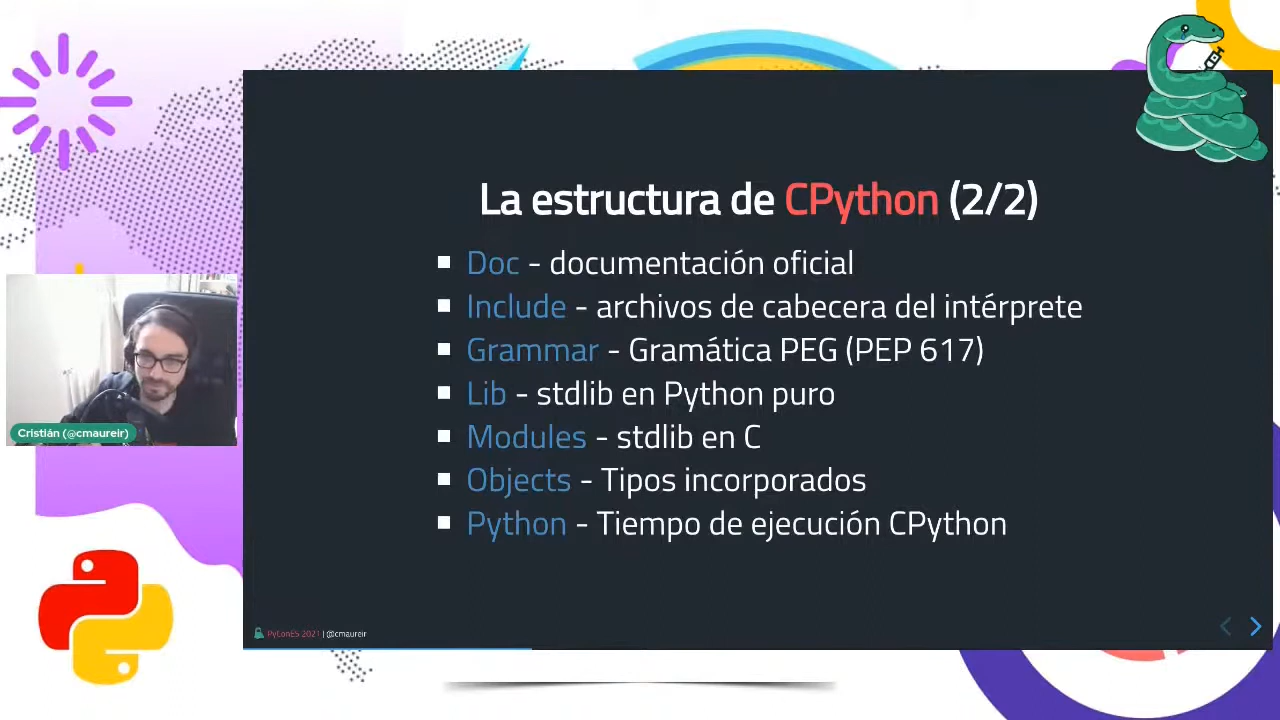 La estructura de CPython (2/2)
Doc - documentación oficial
Include - archivos de cabecera del intérprete
Grammar - Gramática PEG (PEP 617)
Lib - stdlib en Python puro
Modules - stdlib en C
Objects - Tipos incorporados
Python - Tiempo de ejecución CPython
Cristián (@cmaureir)
PyConES 2021 | @cmaureir